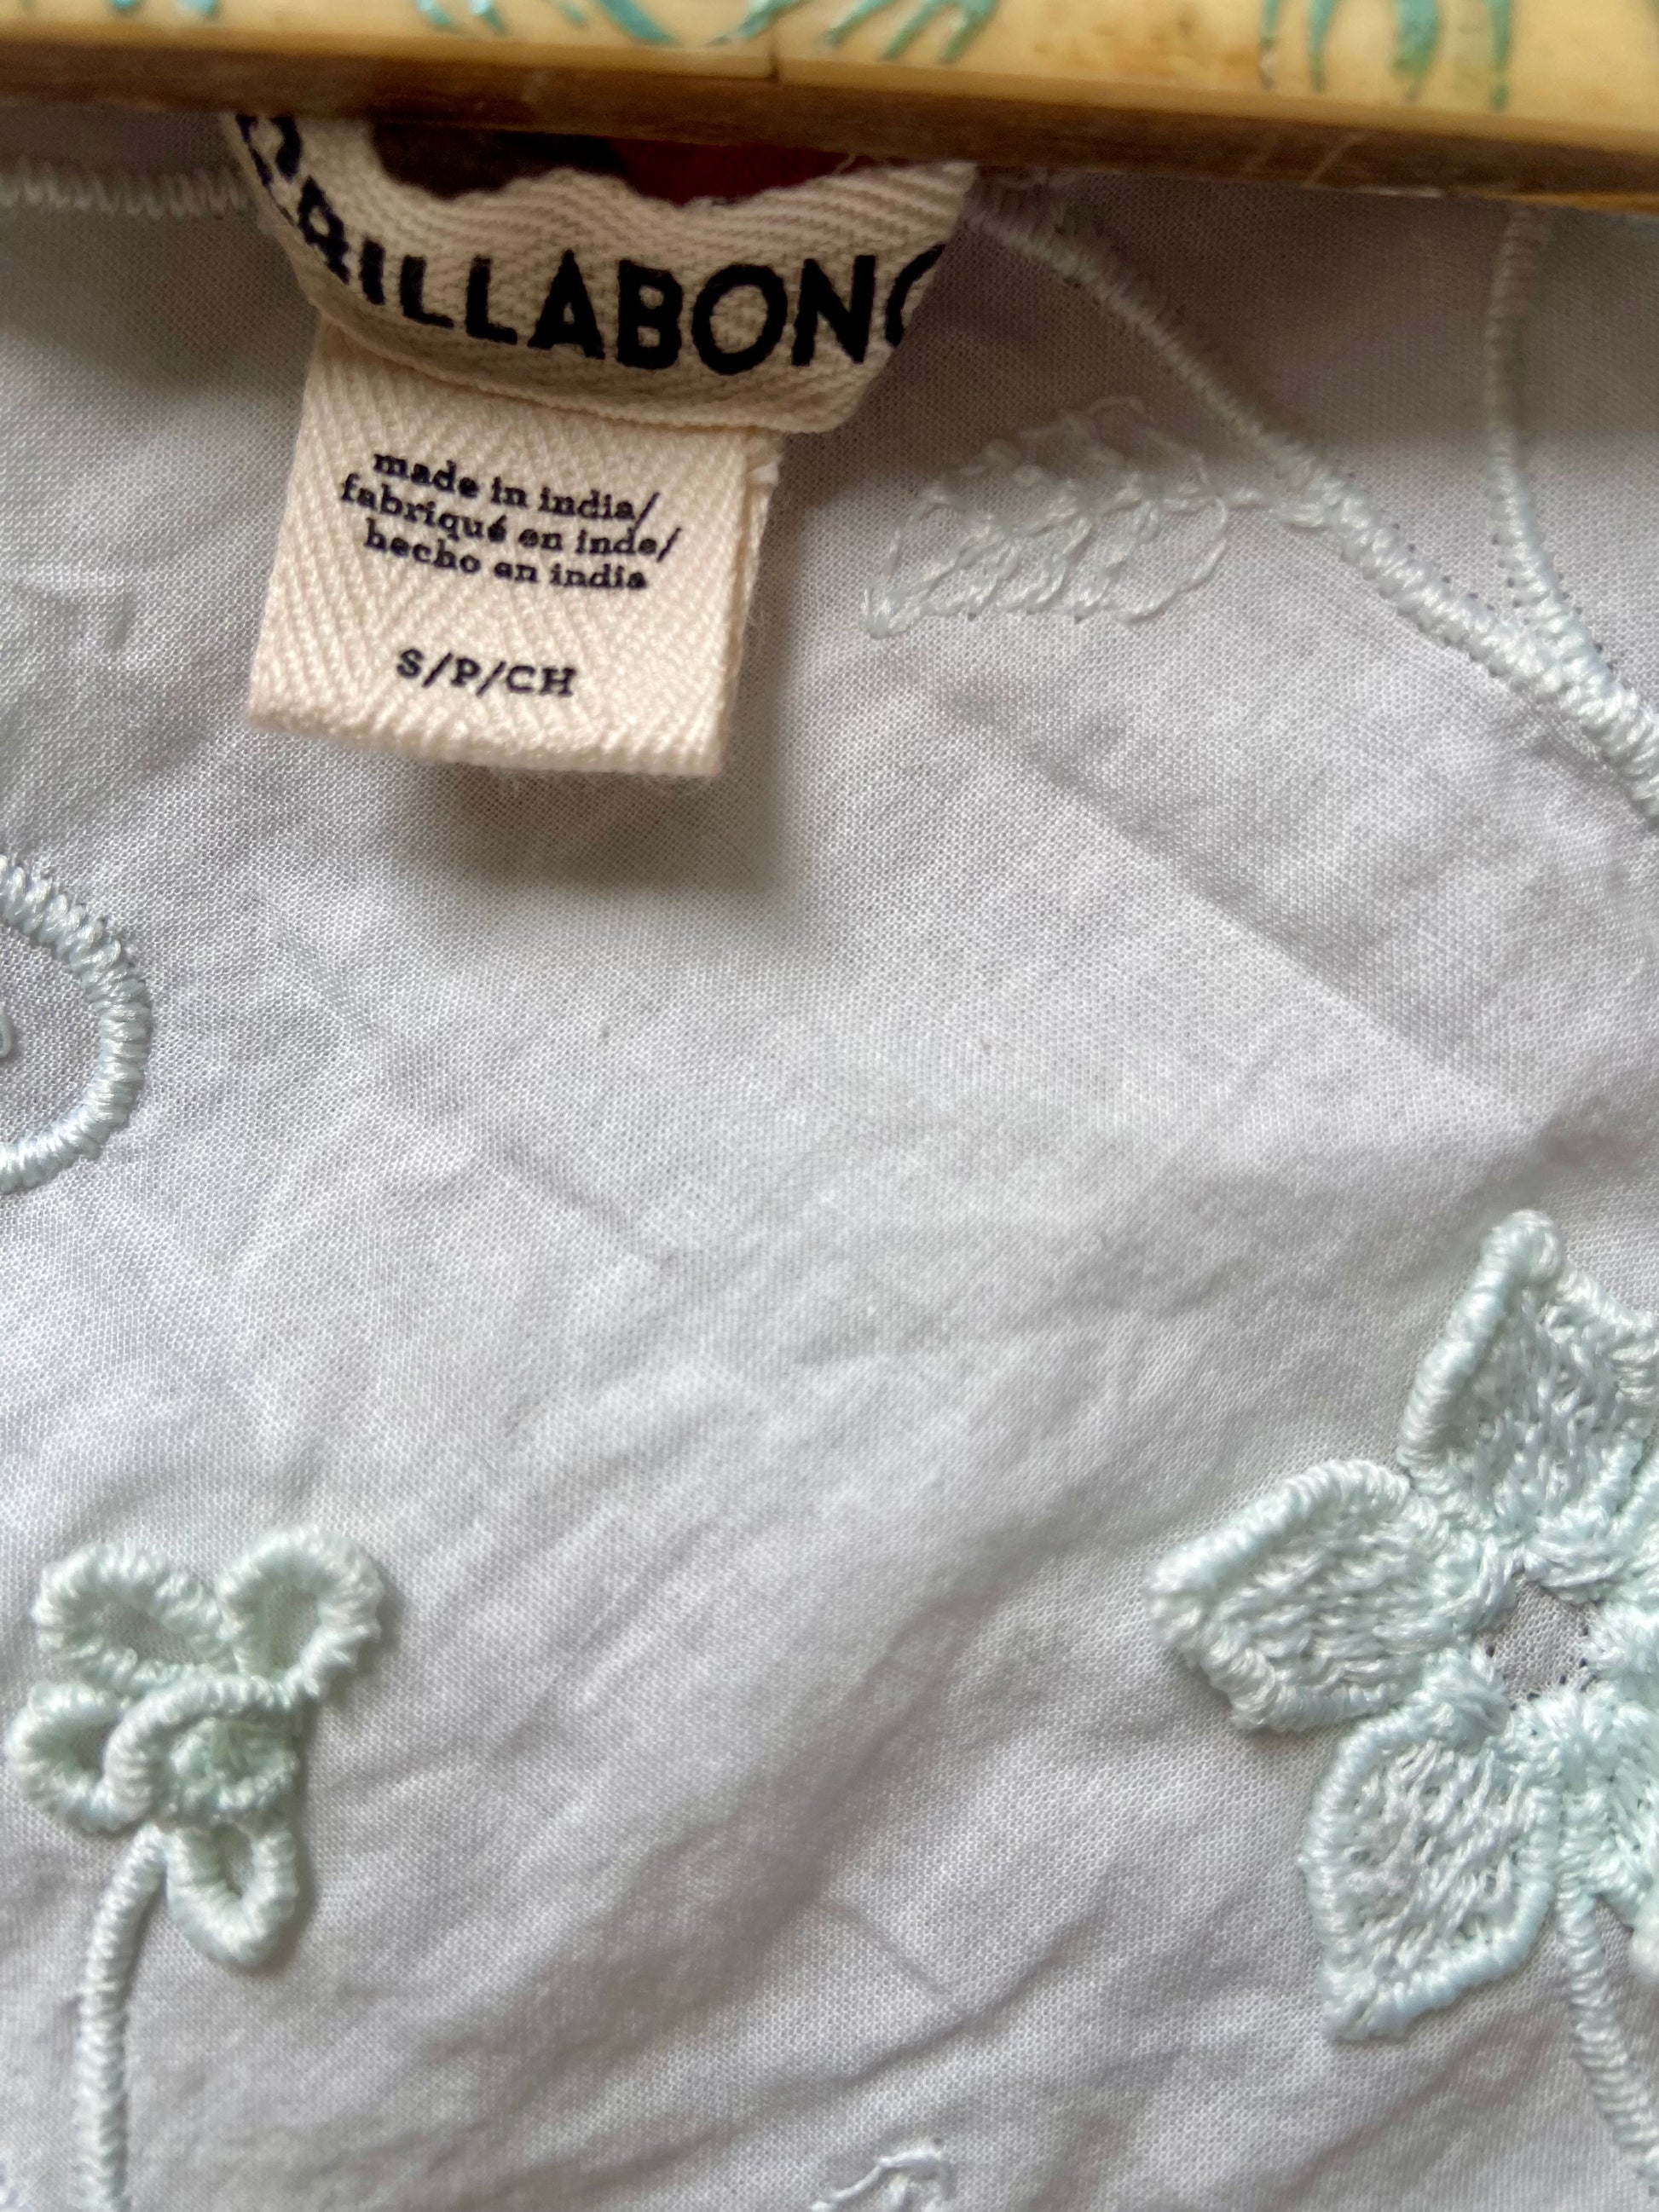 BILLABONG
made in india/
fabriqué en inde/
hecho en india
S/P/CH